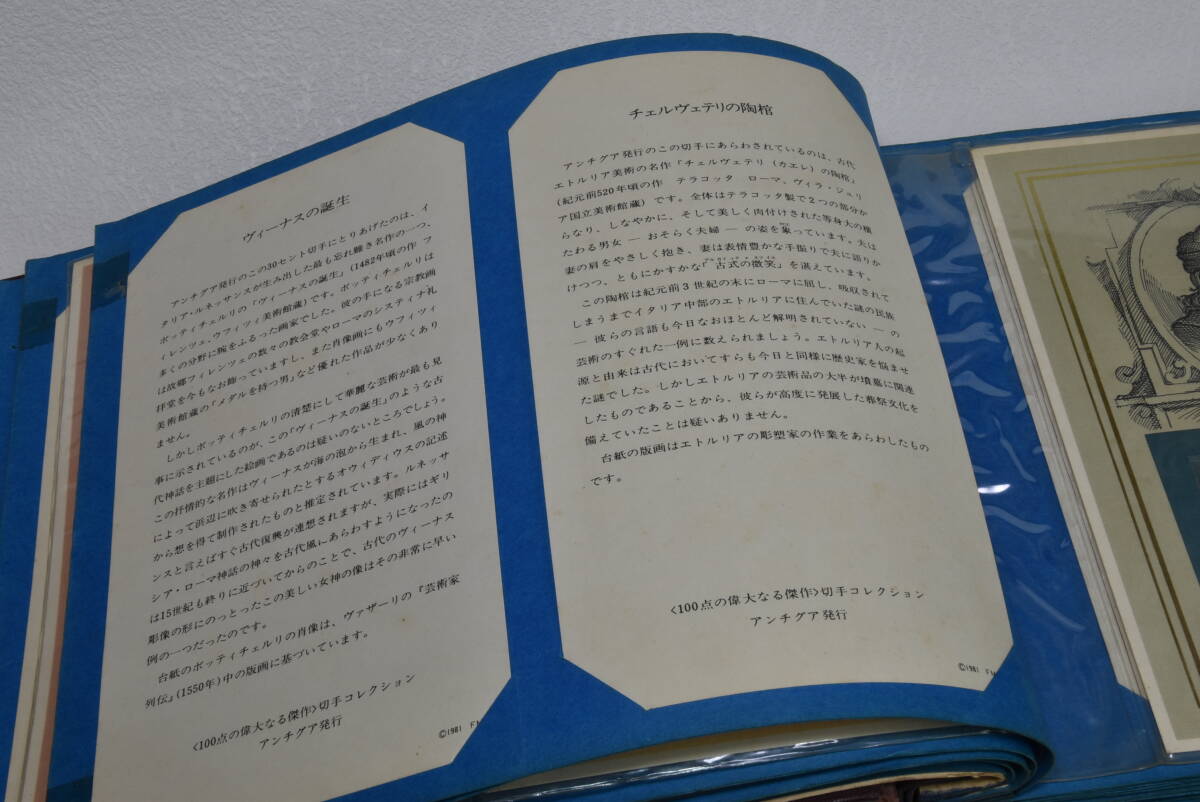 ヴィーナスの誕生
アンチグア発行のこの30セント切手にとりあげたのは、イ
タリア・ルネッサンスが生み出した最も忘れ難き名作の一つ、
ボッティチェルリの『ヴィーナスの誕生』(1482年頃の作 フ
ィレンツェ、ウフィツィ美術館蔵)です。ボッティチェルリは
多くの分野に腕をふるった画家でした。彼の手になる宗教画
は故郷フィレンツェの数々の教会堂やローマのシスティナ礼
拝堂を今もなお飾っていますし、また肖像画にもウフィツィ
美術館蔵の『メダルを持つ男』など優れた作品が少なくあり
ません。
しかしボッティチェルリの清楚にして華麗な芸術が最も見
事に示されているのが、この『ヴィーナスの誕生』のような古
代神話を主題にした絵画であるのは疑いのないところでしょう。
この抒情的な名作はヴィーナスが海の泡から生まれ、風の神
によって浜辺に吹き寄せられたとするオウィディウスの記述
から想を得て制作されたものと推定されています。ルネッサ
ンスと言えばすぐ古代復興が連想されますが、実際にはギリ
シア・ローマ神話の神々を古代風にあらわすようになったの
は15世紀も終りに近づいてからのことで、古代のヴィーナス
彫像の形にのっとったこの美しい女神の像はその非常に早い
例の一つだったのです。
台紙のボッティチェルリの肖像は、ヴァザーリの『芸術家
列伝』(1550年)中の版画に基づいています。
〈100点の偉大なる傑作〉切手コレクション
アンチグア発行
©1981 F
チェルヴェテリの陶棺
アンチグア発行のこの切手にあらわされているのは、古代
エトルリア美術の名作『チェルヴェテリ (カエレ) の陶棺』
(紀元前520年頃の作 テラコッタ ローマ、ヴィラ・ジュリ
ア国立美術館蔵) です。全体はテラコッタ製で2つの部分か
らなり、しなやかに、そして美しく肉付けされた等身大の横
たわる男女 ― おそらく夫婦 ― の姿を象っています。夫は
妻の肩をやさしく抱き、妻は表情豊かな手振りで夫に語りか
けつつ、ともにかすかな「古式の微笑」を湛えています。
この陶棺は紀元前3世紀の末にローマに屈し、吸収されて
しまうまでイタリア中部のエトルリアに住んでいた謎の民族
― 彼らの言語も今日なおほとんど解明されていない ― の
芸術のすぐれた一例に数えられましょう。エトルリア人の起
源と由来は古代においてすらも今日と同様に歴史家を悩ませ
た謎でした。しかしエトルリアの芸術品の大半が墳墓に関連
したものであることから、彼らが高度に発展した葬祭文化を
備えていたことは疑いありません。
台紙の版画はエトルリアの彫塑家の作業をあらわしたもの
です。
〈100点の偉大なる傑作〉切手コレクション
アンチグア発行
©1981 F